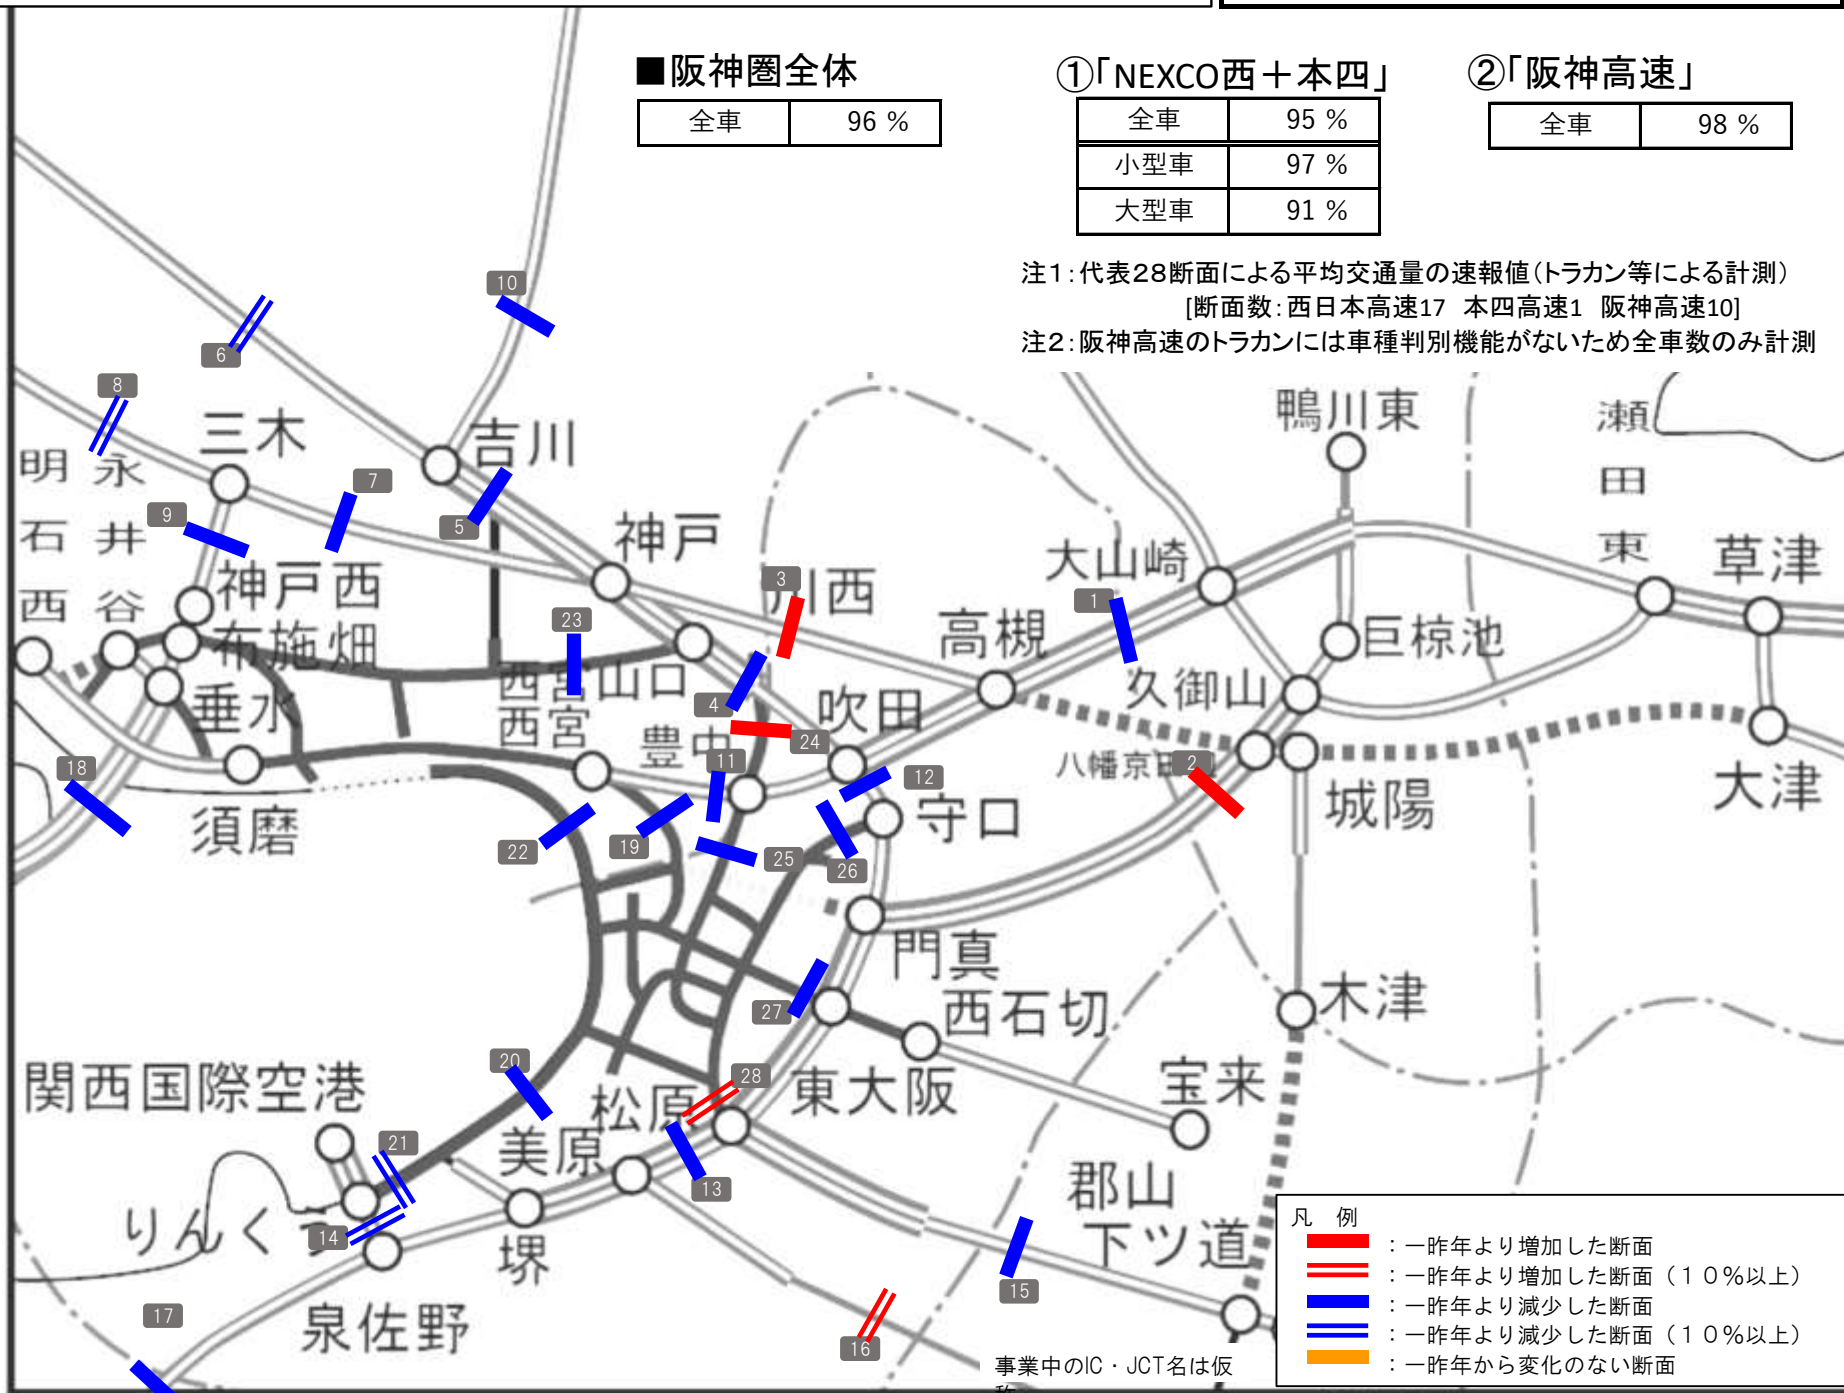 ■阪神圏全体
全車 96 %
①「NEXCO西＋本四」
全車 95 %
小型車 97 %
大型車 91 %
②「阪神高速」
全車 98 %
注1：代表28断面による平均交通量の速報値（トラカン等による計測）
［断面数：西日本高速17 本四高速1 阪神高速10］
注2：阪神高速のトラカンには車種判別機能がないため全車数のみ計測
10
6
8
三木
吉川
鴨川東
瀬田東
明石西
永井谷
7
9
5
神戸
大山崎
草津
神戸西
3
川西
1
布施畑
23
高槻
巨椋池
西宮山口
久御山
垂水
4
吹田
西宮
豊中
24
18
11
12
八幡京田
2
大津
須磨
守口
城陽
22
19
25
26
門真
木津
27
西石切
20
関西国際空港
28
松原
東大阪
宝来
21
美原
13
郡山
りんくう
14
下ツ道
堺
15
17
泉佐野
16
事業中のIC・JCT名は仮
称
凡 例
：一昨年より増加した断面
：一昨年より増加した断面（１０％以上）
：一昨年より減少した断面
：一昨年より減少した断面（１０％以上）
：一昨年から変化のない断面